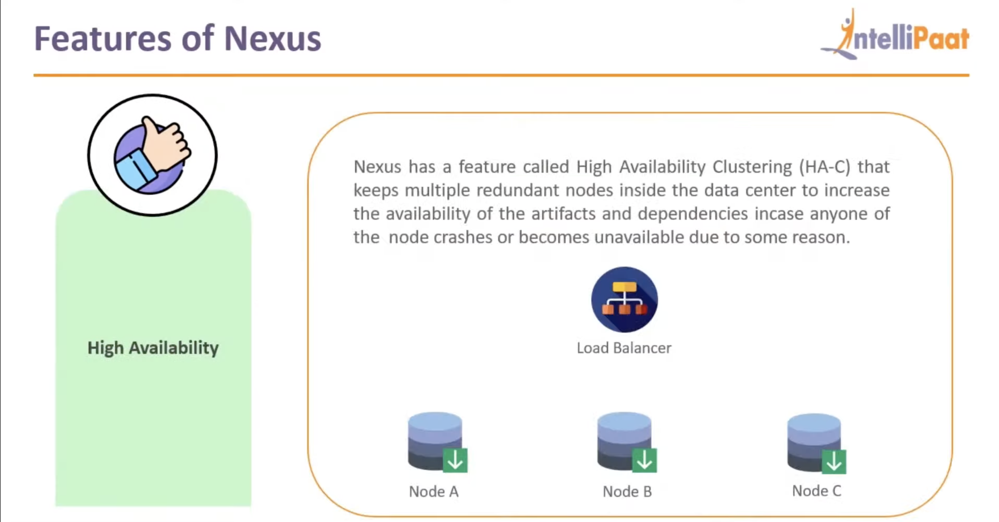 Features of Nexus
IntelliPaat
Nexus has a feature called High Availability Clustering (HA-C) that
keeps multiple redundant nodes inside the data center to increase
the availability of the artifacts and dependencies incase anyone of
the node crashes or becomes unavailable due to some reason.
High Availability
Load Balancer
Node A
Node B
Node C